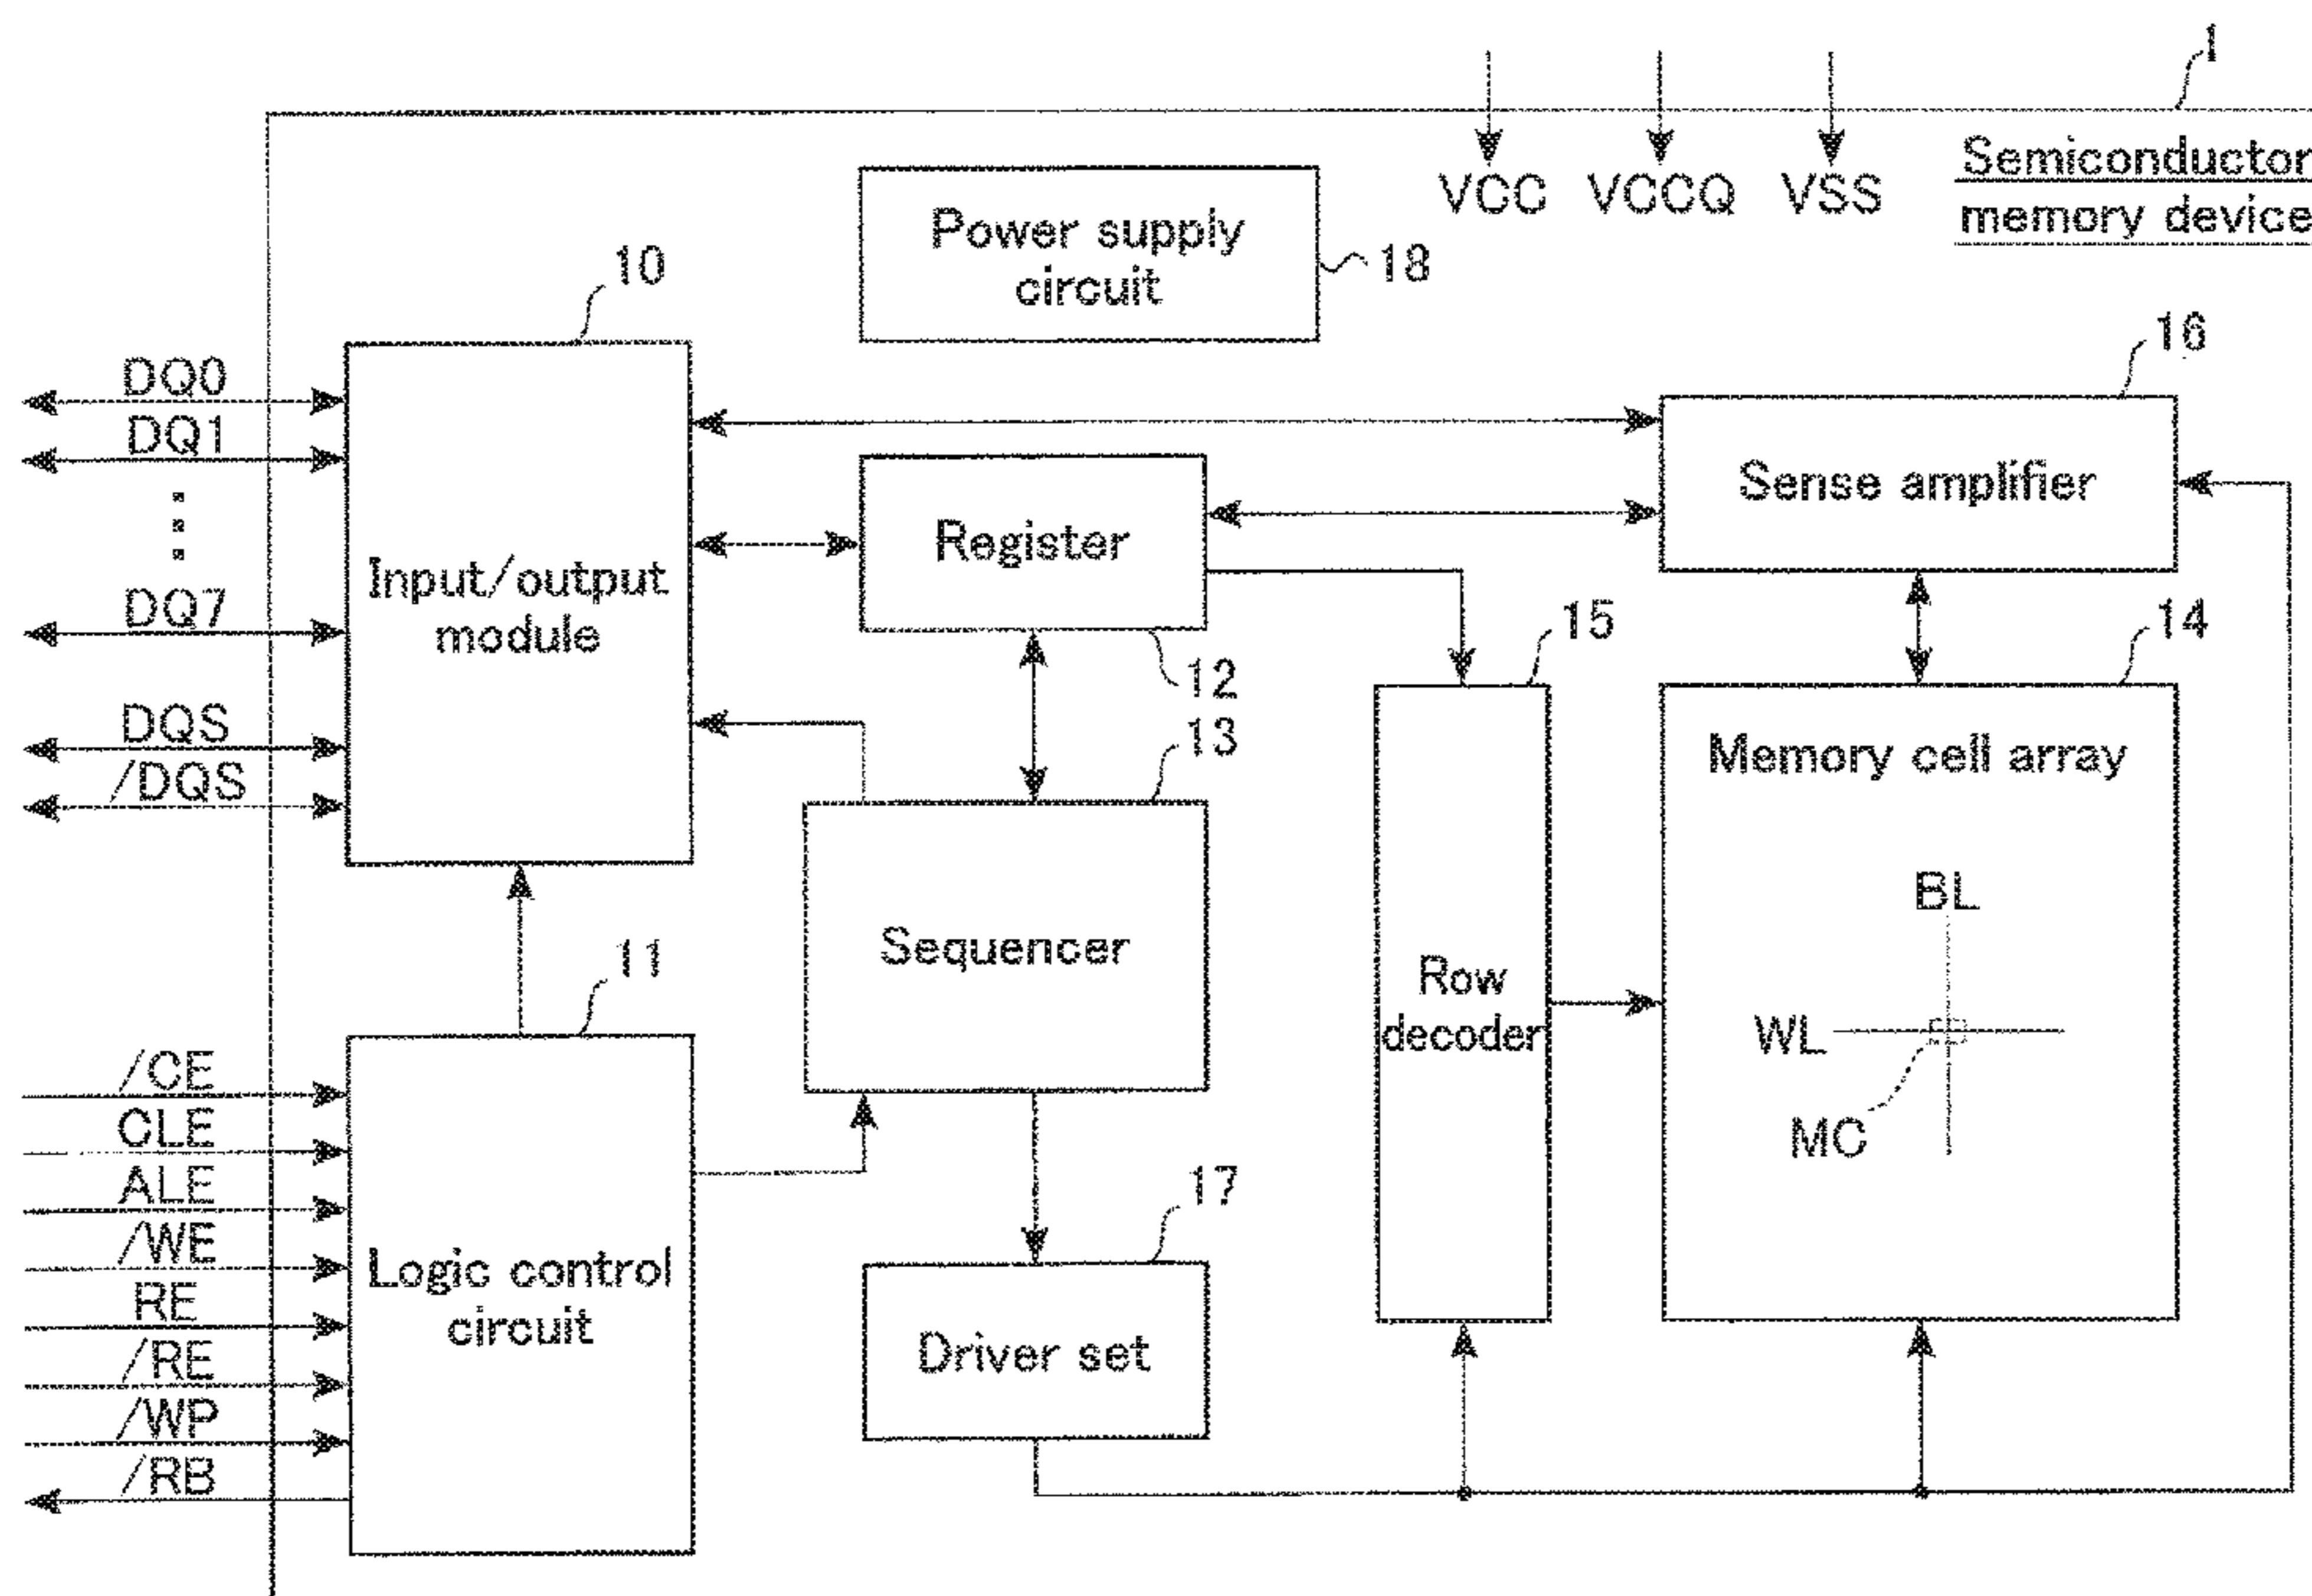 1
Semiconductor
memory device
VCC VCCQ VSS
Power supply
circuit
18
10
DQ0
DQ1
DQ7
DQS
/DQS
Input/output
module
Register
12
16
Sense amplifier
15
14
13
Sequencer
Row
decoder
Memory cell array
BL
WL
MC
11
/CE
CLE
ALE
/WE
RE
/RE
/WP
/RB
Logic control
circuit
17
Driver set